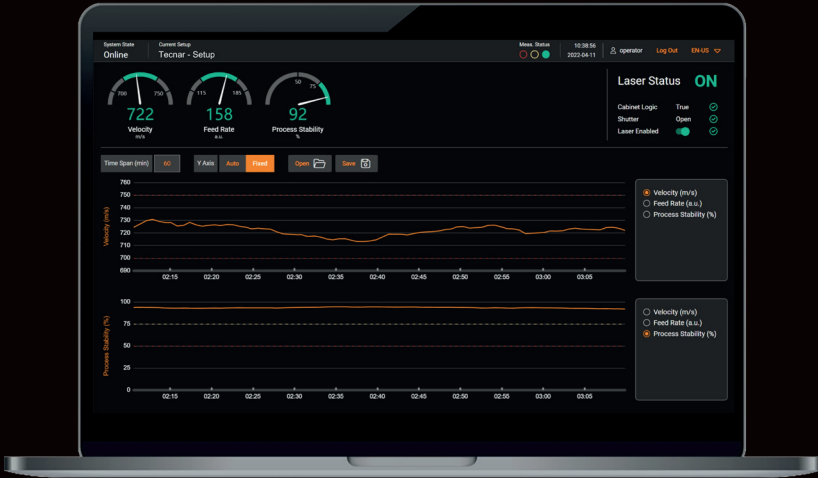 System State
Online
Current Setup
Tecnar - Setup
Meas. Status
10:38:56
2022-04-11
operator
Log Out
EN-US
700 750
722
Velocity
m/s
115 185
158
Feed Rate
a.u.
50 75
92
Process Stability
%
Laser Status ON
Cabinet Logic True
Shutter Open
Laser Enabled
Time Span (min) 60
Y Axis Auto Fixed
Open
Save
Velocity (m/s)
760
750
740
730
720
710
700
690
02:15 02:20 02:25 02:30 02:35 02:40 02:45 02:50 02:55 03:00 03:05
Velocity (m/s)
Feed Rate (a.u.)
Process Stability (%)
Process Stability (%)
100
75
50
25
0
02:15 02:20 02:25 02:30 02:35 02:40 02:45 02:50 02:55 03:00 03:05
Velocity (m/s)
Feed Rate (a.u.)
Process Stability (%)